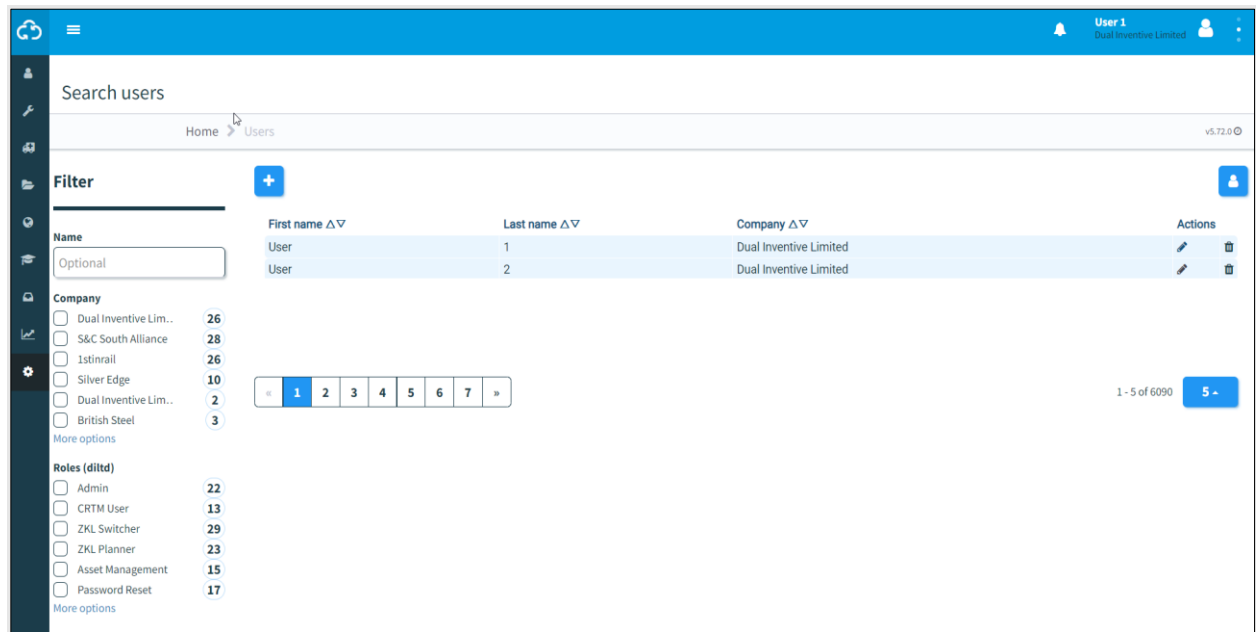 User 1
Dual Inventive Limited
Search users
Home Users
v5.72.0
Filter
Name
Optional
Company
Dual Inventive Lim.. 26
S&C South Alliance 28
1stinrail 26
Silver Edge 10
Dual Inventive Lim.. 2
British Steel 3
More options
Roles (diltd)
Admin 22
CRTM User 13
ZKL Switcher 29
ZKL Planner 23
Asset Management 15
Password Reset 17
More options
+
First name △▽ Last name △▽ Company △▽ Actions
User 1 Dual Inventive Limited
User 2 Dual Inventive Limited
« 1 2 3 4 5 6 7 »
1 - 5 of 6090 5